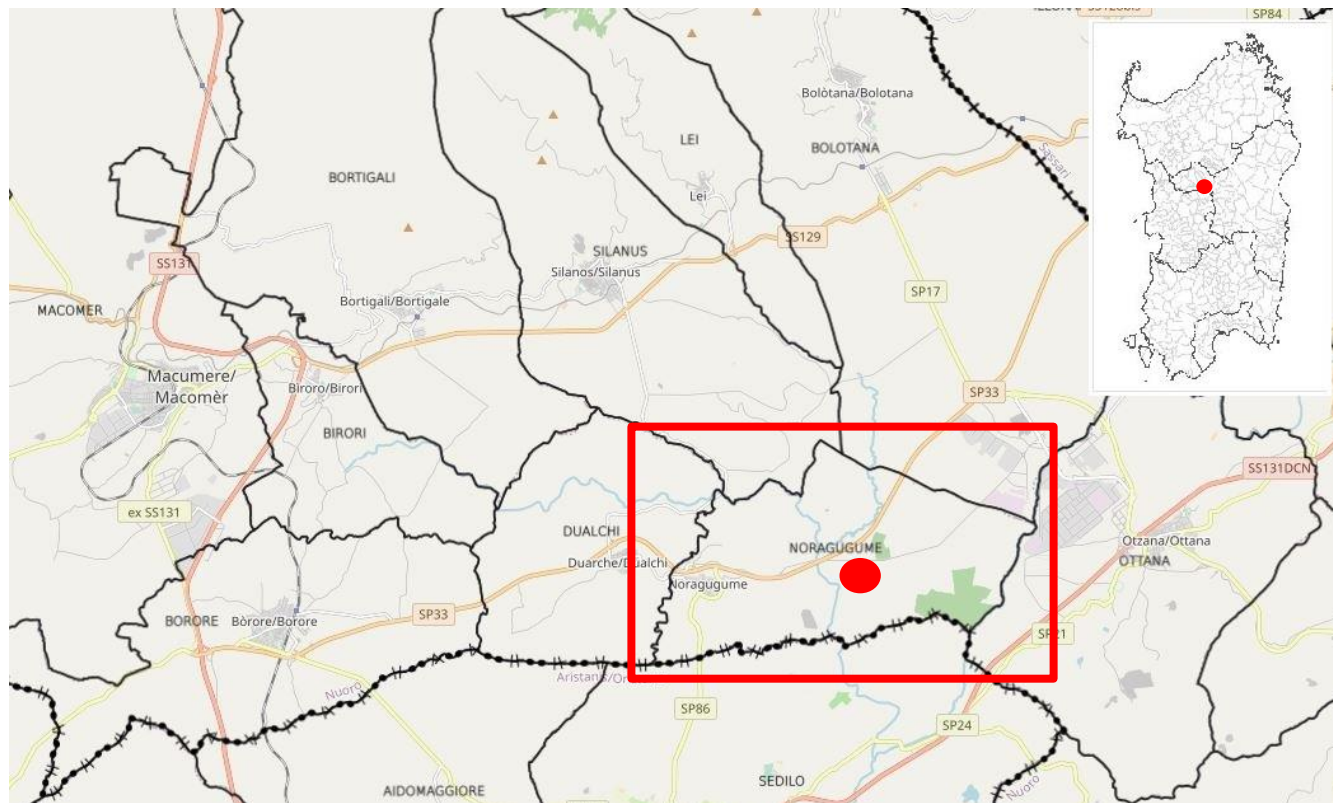 SP84
Bolòtana/Bolotana
LEI
BOLOTANA
Sassari
BORTIGALI
Lei
SS129
SILANUS
Silanos/Silanus
SS131
SP17
Bortigali/Bortigale
MACOMER
Macumere/
Macomèr
Biroro/Birori
SP33
BIRORI
SS131DCN
ex SS131
DUALCHI
NORAGUGUME
Otzana/Ottana
OTTANA
Duarche/Dualchi
Noragugume
BORORE
Bòrore/Borore
SP33
SP21
Nuoro
Aristanis/Or
SP86
SP24
SEDILO
AIDOMAGGIORE
Nuoro